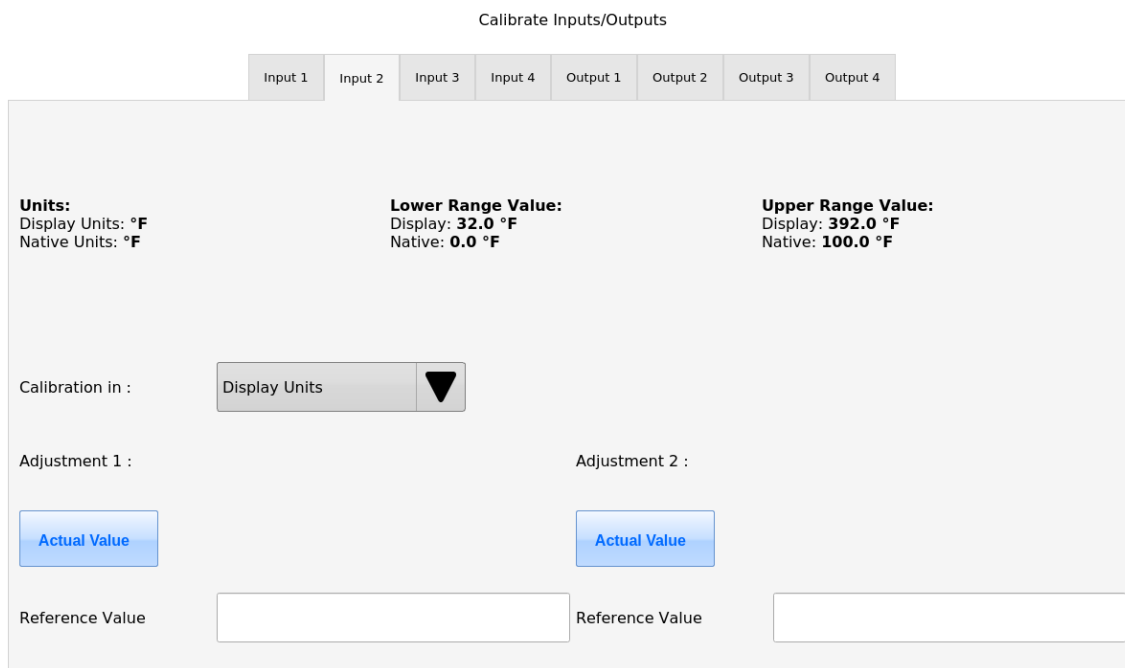 Calibrate Inputs/Outputs
Input 1 Input 2 Input 3 Input 4 Output 1 Output 2 Output 3 Output 4
Units: Lower Range Value: Upper Range Value:
Display Units: °F Display: 32.0 °F Display: 392.0 °F
Native Units: °F Native: 0.0 °F Native: 100.0 °F
Calibration in : Display Units
Adjustment 1 : Adjustment 2 :
Actual Value Actual Value
Reference Value Reference Value